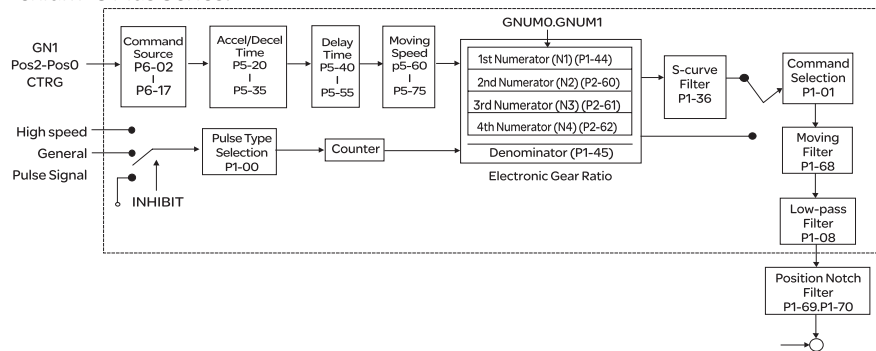 GNUM0.GNUM1
GN1
Pos2-Pos0
CTRG
Command
Source
P6-02
P6-17
Accel/Decel
Time
P5-20
P5-35
Delay
Time
P5-40
P5-55
Moving
Speed
p5-60
P5-75
1st Numerator (N1) (P1-44)
2nd Numerator (N2) (P2-60)
3rd Numerator (N3) (P2-61)
4th Numerator (N4) (P2-62)
Denominator (P1-45)
Electronic Gear Ratio
S-curve
Filter
P1-36
Command
Selection
P1-01
High speed
General
Pulse Signal
INHIBIT
Pulse Type
Selection
P1-00
Counter
Moving
Filter
P1-68
Low-pass
Filter
P1-08
Position Notch
Filter
P1-69.P1-70